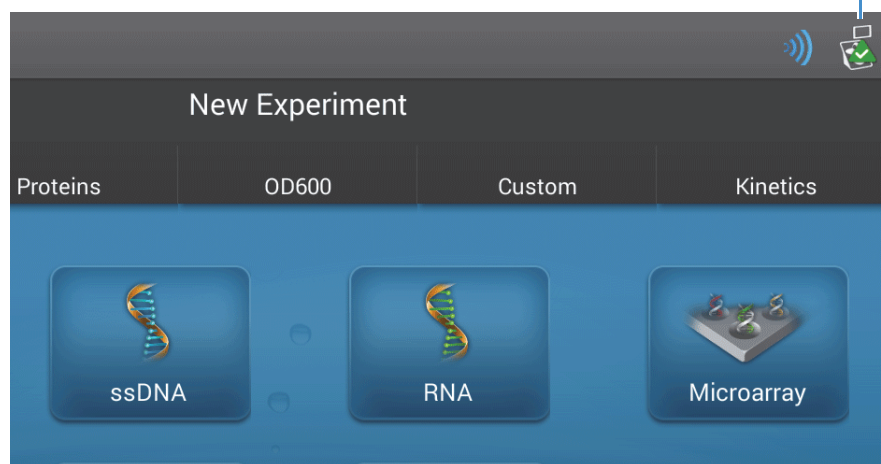 New Experiment
Proteins OD600 Custom Kinetics
ssDNA RNA Microarray